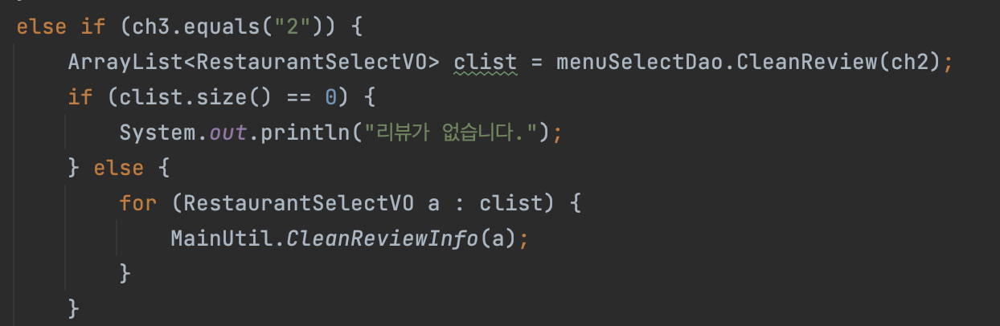 else if (ch3.equals("2")) {
ArrayList<RestaurantSelectVO> clist = menuSelectDao.CleanReview(ch2);
if (clist.size() == 0) {
System.out.println("리뷰가 없습니다.");
} else {
for (RestaurantSelectVO a : clist) {
MainUtil.CleanReviewInfo(a);
}
}